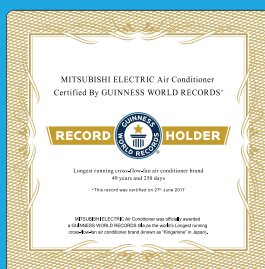 MITSUBISHI ELECTRIC Air Conditioner
Certified By GUINNESS WORLD RECORDS*
RECORD HOLDER
GUINNESS WORLD RECORDS
Longest running cross-flow-fan air conditioner brand
49 years and 258 days
*This record was certified on 27th June 2017
MITSUBISHI ELECTRIC Air Conditioner was officially awarded
a GUINNESS WORLD RECORDS title as the world's Longest running
cross-flow-fan air conditioner brand (known as "Kirigamine" in Japan).